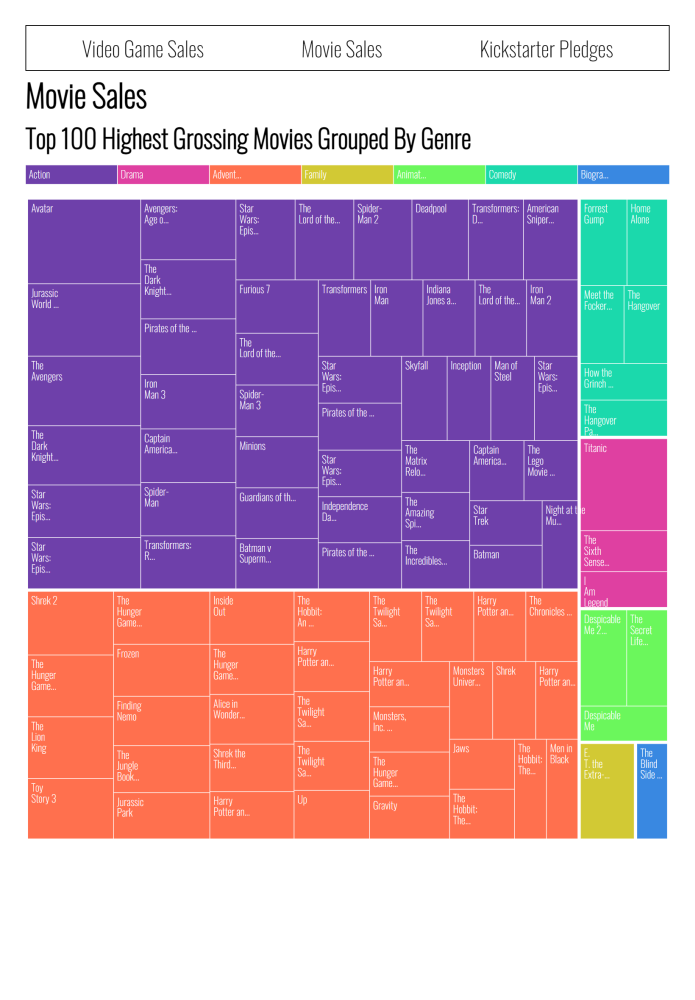 Video Game Sales
Movie Sales
Kickstarter Pledges
Movie Sales
Top 100 Highest Grossing Movies Grouped By Genre
Action
Drama
Advent...
Family
Animat...
Comedy
Biogra...
Avatar
Jurassic
World ...
The
Avengers
The
Dark
Knight...
Star
Wars:
Epis...
Star
Wars:
Epis...
Avengers:
Age o...
The
Dark
Knight...
Pirates of the ...
Iron
Man 3
Captain
America...
Spider-
Man
Transformers:
R...
Star
Wars:
Epis...
Furious 7
The
Lord of the...
Spider-
Man 3
Minions
Guardians of th...
Batman v
Superm...
The
Lord of the...
Spider-
Man 2
Deadpool
Transformers:
D...
American
Sniper...
Transformers
Iron
Man
Indiana
Jones a...
The
Lord of the...
Iron
Man 2
Star
Wars:
Epis...
Pirates of the ...
Star
Wars:
Epis...
Independence
Da...
Pirates of the ...
Skyfall
Inception
Man of
Steel
Star
Wars:
Epis...
The
Matrix
Relo...
The
Amazing
Spi...
The
Incredibles...
Captain
America...
The
Lego
Movie ...
Star
Trek
Batman
Night at the
Mu...
Shrek 2
The
Hunger
Game...
The
Lion
King
Toy
Story 3
The
Hunger
Game...
Frozen
Finding
Nemo
The
Jungle
Book...
Jurassic
Park
Inside
Out
The
Hunger
Game...
Alice in
Wonder...
Shrek the
Third...
Harry
Potter an...
The
Hobbit:
An ...
Harry
Potter an...
The
Twilight
Sa...
The
Twilight
Sa...
Up
The
Twilight
Sa...
The
Twilight
Sa...
Harry
Potter an...
The
Chronicles ...
Harry
Potter an...
Monsters,
Inc. ...
The
Hunger
Game...
Gravity
Monsters
Univer...
Shrek
Harry
Potter an...
Jaws
The
Hobbit:
The...
The
Hobbit:
The...
Men in
Black
Forrest
Gump
Home
Alone
Meet the
Focker...
The
Hangover
How the
Grinch ...
The
Hangover
Pa...
Titanic
The
Sixth
Sense...
I
Am
Legend
Despicable
Me 2...
The
Secret
Life...
Despicable
Me
E.
T. the
Extra-...
The
Blind
Side ...